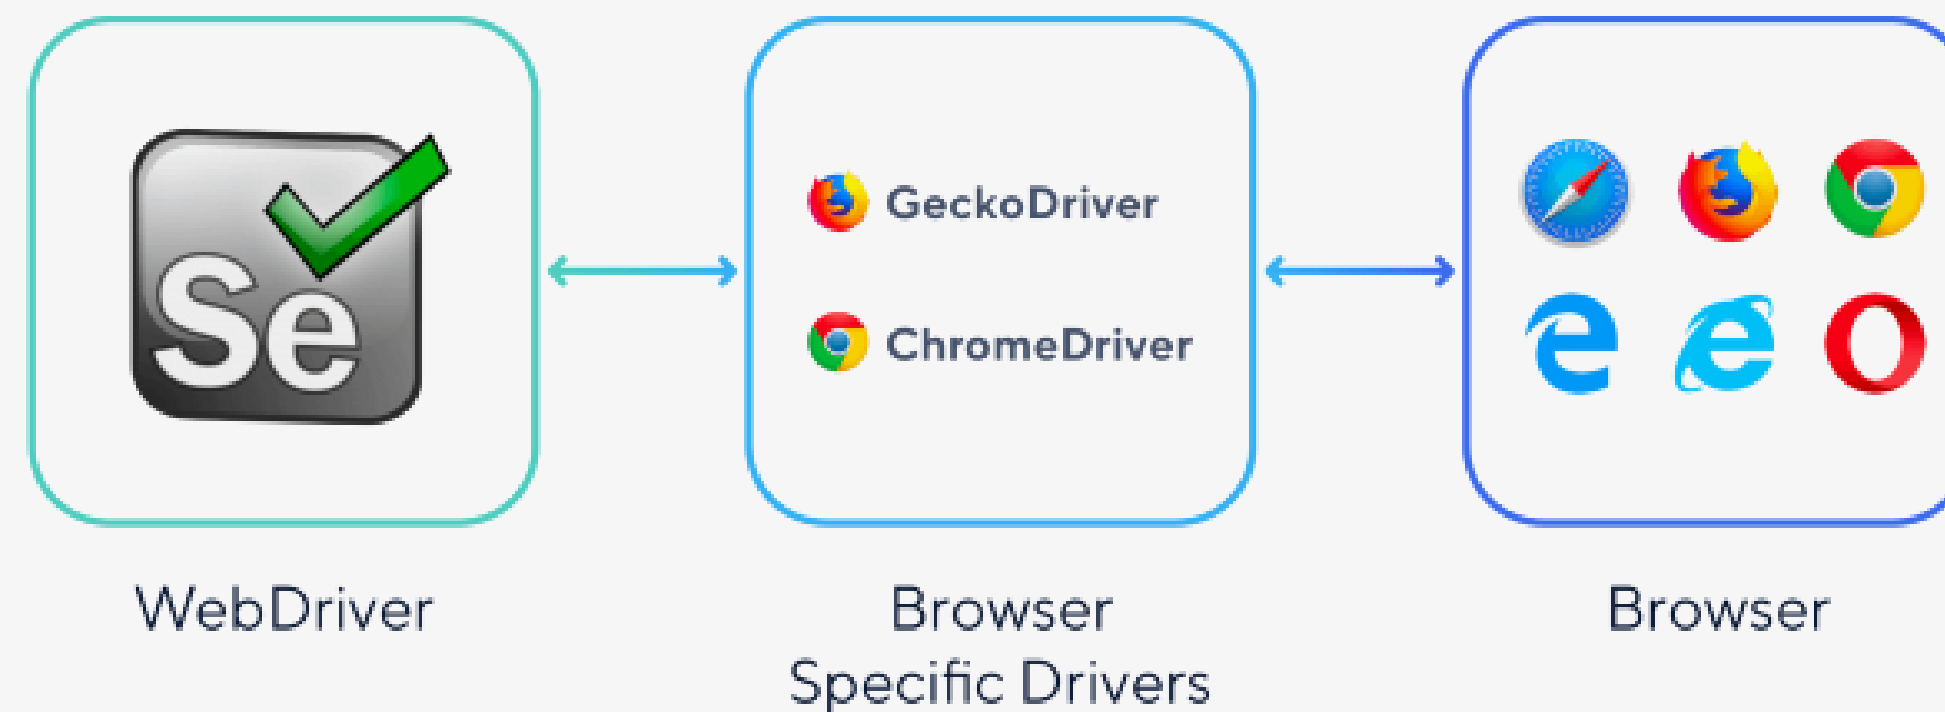 Se
GeckoDriver
ChromeDriver
WebDriver
Browser
Specific Drivers
Browser